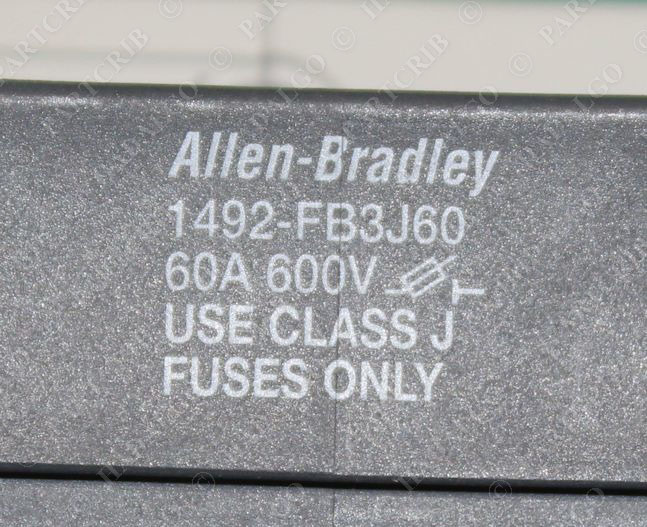 Allen-Bradley
1492-FB3J60
60A 600V
USE CLASS J
FUSES ONLY